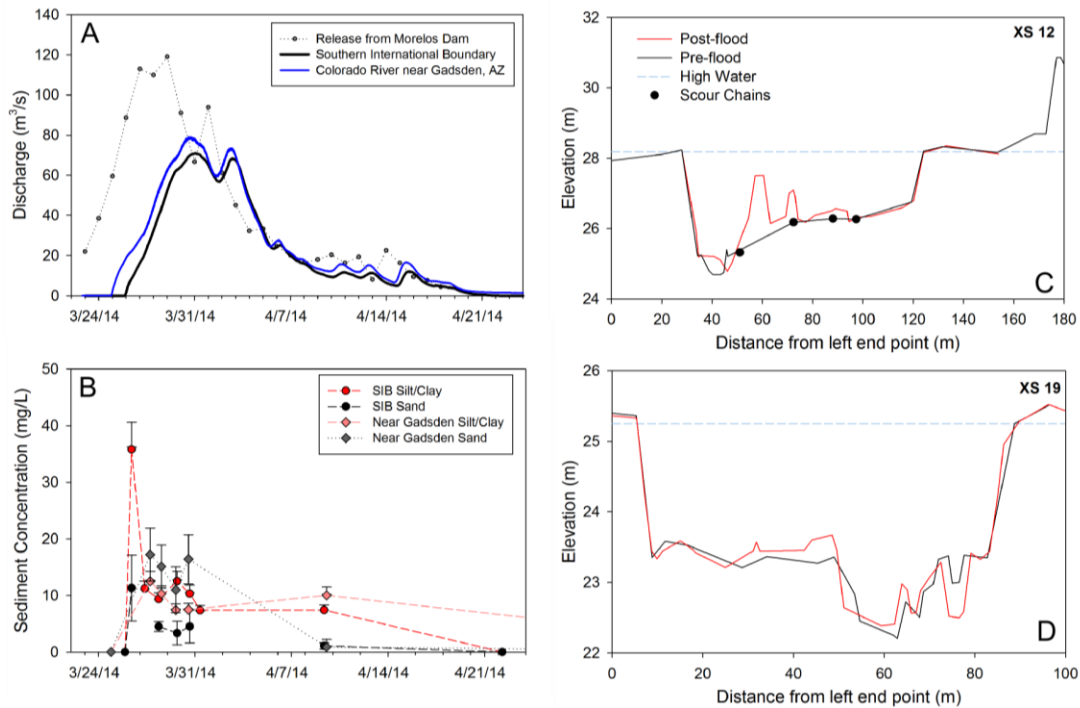 A
Discharge (m³/s)
140
120
100
80
60
40
20
0
Release from Morelos Dam
Southern International Boundary
Colorado River near Gadsden, AZ
3/24/14 3/31/14 4/7/14 4/14/14 4/21/14
XS 12
Elevation (m)
32
30
28
26
24
Post-flood
Pre-flood
High Water
Scour Chains
C
0 20 40 60 80 100 120 140 160 180
Distance from left end point (m)
B
Sediment Concentration (mg/L)
50
40
30
20
10
0
SIB Silt/Clay
SIB Sand
Near Gadsden Silt/Clay
Near Gadsden Sand
3/24/14 3/31/14 4/7/14 4/14/14 4/21/14
XS 19
Elevation (m)
26
25
24
23
22
D
0 20 40 60 80 100
Distance from left end point (m)